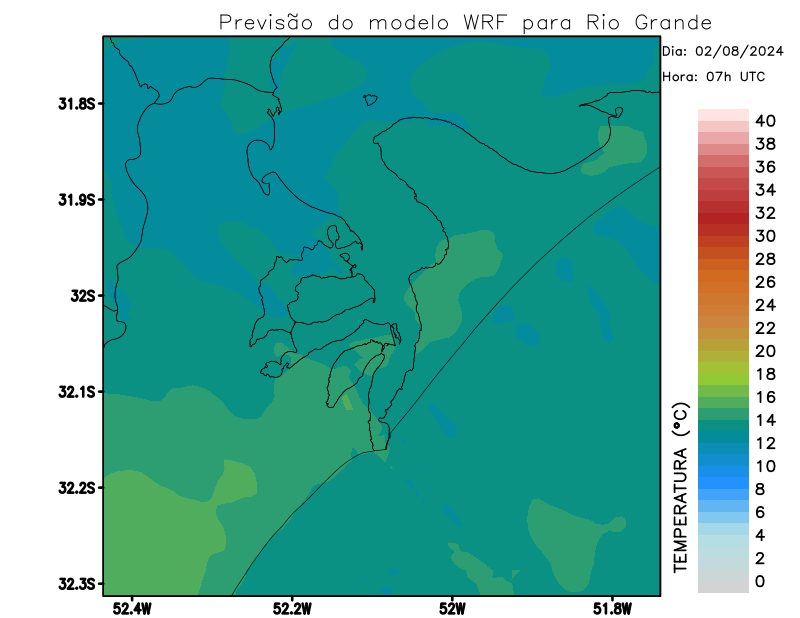 Previsão do modelo WRF para Rio Grande
Dia: 02/08/2024
Hora: 07h UTC
31.8S
31.9S
32S
32.1S
32.2S
32.3S
52.4W
52.2W
52W
51.8W
TEMPERATURA (°C)
40
38
36
34
32
30
28
26
24
22
20
18
16
14
12
10
8
6
4
2
0